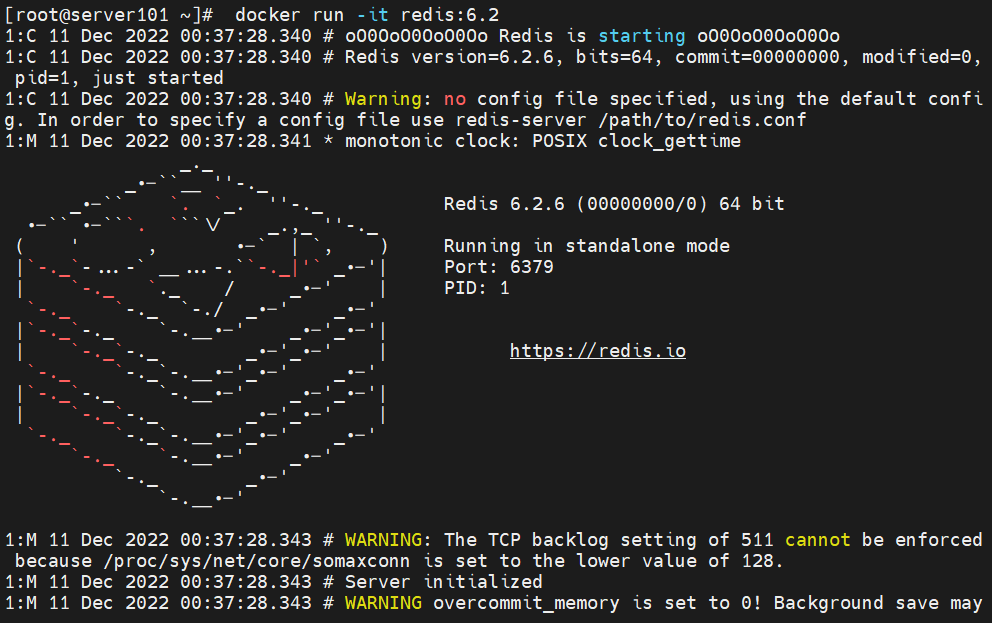 [root@server101 ~]#  docker run -it redis:6.2
1:C 11 Dec 2022 00:37:28.340 # oO0OoO0OoO0Oo Redis is starting oO0OoO0OoO0Oo
1:C 11 Dec 2022 00:37:28.340 # Redis version=6.2.6, bits=64, commit=00000000, modified=0,
pid=1, just started
1:C 11 Dec 2022 00:37:28.340 # Warning: no config file specified, using the default confi
g. In order to specify a config file use redis-server /path/to/redis.conf
1:M 11 Dec 2022 00:37:28.341 * monotonic clock: POSIX clock_gettime
Redis 6.2.6 (00000000/0) 64 bit
Running in standalone mode
Port: 6379
PID: 1
https://redis.io
1:M 11 Dec 2022 00:37:28.343 # WARNING: The TCP backlog setting of 511 cannot be enforced
because /proc/sys/net/core/somaxconn is set to the lower value of 128.
1:M 11 Dec 2022 00:37:28.343 # Server initialized
1:M 11 Dec 2022 00:37:28.343 # WARNING overcommit_memory is set to 0! Background save may